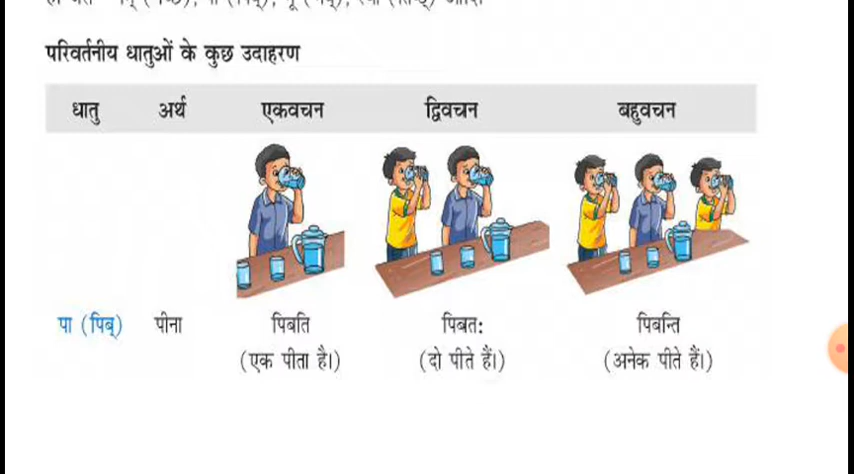 परिवर्तनीय धातुओं के कुछ उदाहरण
धातु अर्थ एकवचन द्विवचन बहुवचन
पा (पिब्) पीना पिबति पिबतः पिबन्ति
(एक पीता है।) (दो पीते हैं।) (अनेक पीते हैं।)